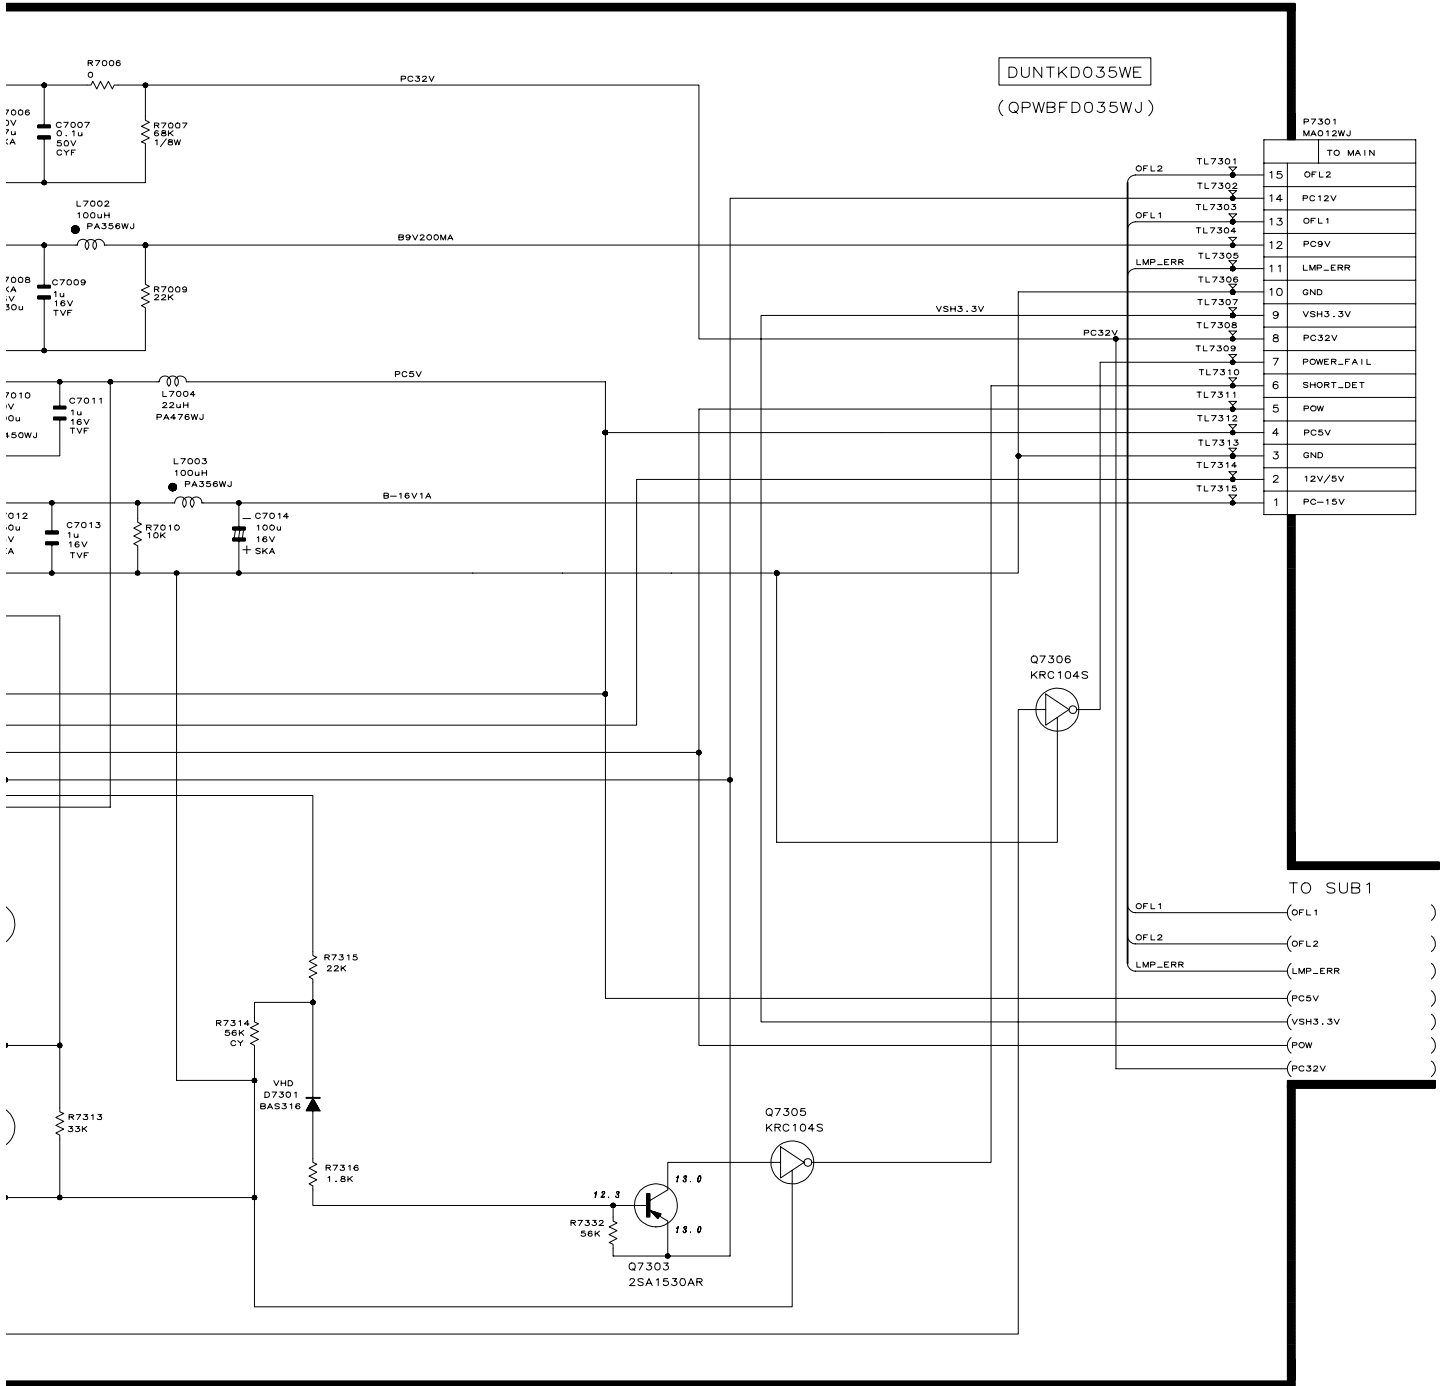 R7006
0
PC32V
C7007
0.1u
50V
CYF
R7007
68K
1/8W
DUNTKD035WE
(QPWBFD035WJ)
P7301
MA012WJ
TO MAIN
OFL2
TL7301
15
OFL2
TL7302
14
PC12V
OFL1
TL7303
13
OFL1
TL7304
12
PC9V
LMP_ERR
TL7305
11
LMP_ERR
TL7306
10
GND
VSH3.3V
TL7307
9
VSH3.3V
PC32V
TL7308
8
PC32V
TL7309
7
POWER_FAIL
TL7310
6
SHORT_DET
TL7311
5
POW
TL7312
4
PC5V
TL7313
3
GND
TL7314
2
12V/5V
TL7315
1
PC-15V
L7002
100uH
PA356WJ
B9V200MA
C7009
1u
16V
TVF
R7009
22K
PC5V
L7004
22uH
PA476WJ
C7011
1u
16V
TVF
450WJ
L7003
100uH
PA356WJ
B-16V1A
C7013
1u
16V
TVF
R7010
10K
- C7014
100u
16V
+ SKA
Q7306
KRC104S
TO SUB1
OFL1
(OFL1 )
OFL2
(OFL2 )
LMP_ERR
(LMP_ERR )
(PC5V )
(VSH3.3V )
(POW )
(PC32V )
R7315
22K
R7314
56K
CY
VHD
D7301
BAS316
R7313
33K
R7316
1.8K
Q7305
KRC104S
13.0
12.3
13.0
R7332
56K
Q7303
2SA1530AR